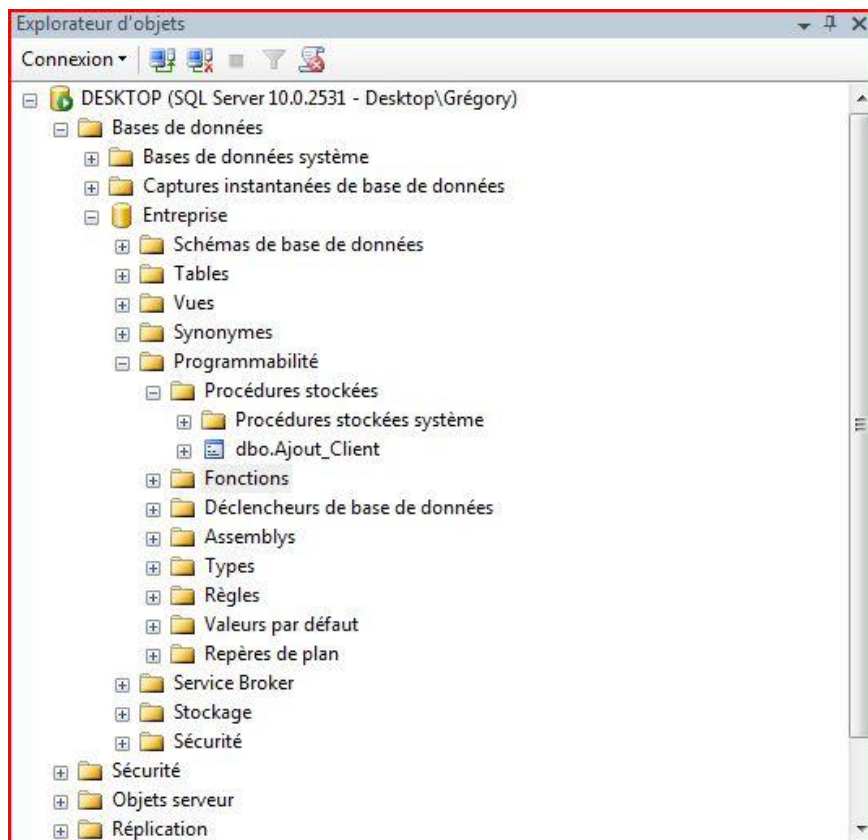 Explorateur d'objets
Connexion
DESKTOP (SQL Server 10.0.2531 - Desktop\Grégory)
Bases de données
Bases de données système
Captures instantanées de base de données
Entreprise
Schémas de base de données
Tables
Vues
Synonymes
Programmabilité
Procédures stockées
Procédures stockées système
dbo.Ajout_Client
Fonctions
Déclencheurs de base de données
Assemblys
Types
Règles
Valeurs par défaut
Repères de plan
Service Broker
Stockage
Sécurité
Sécurité
Objets serveur
Réplication